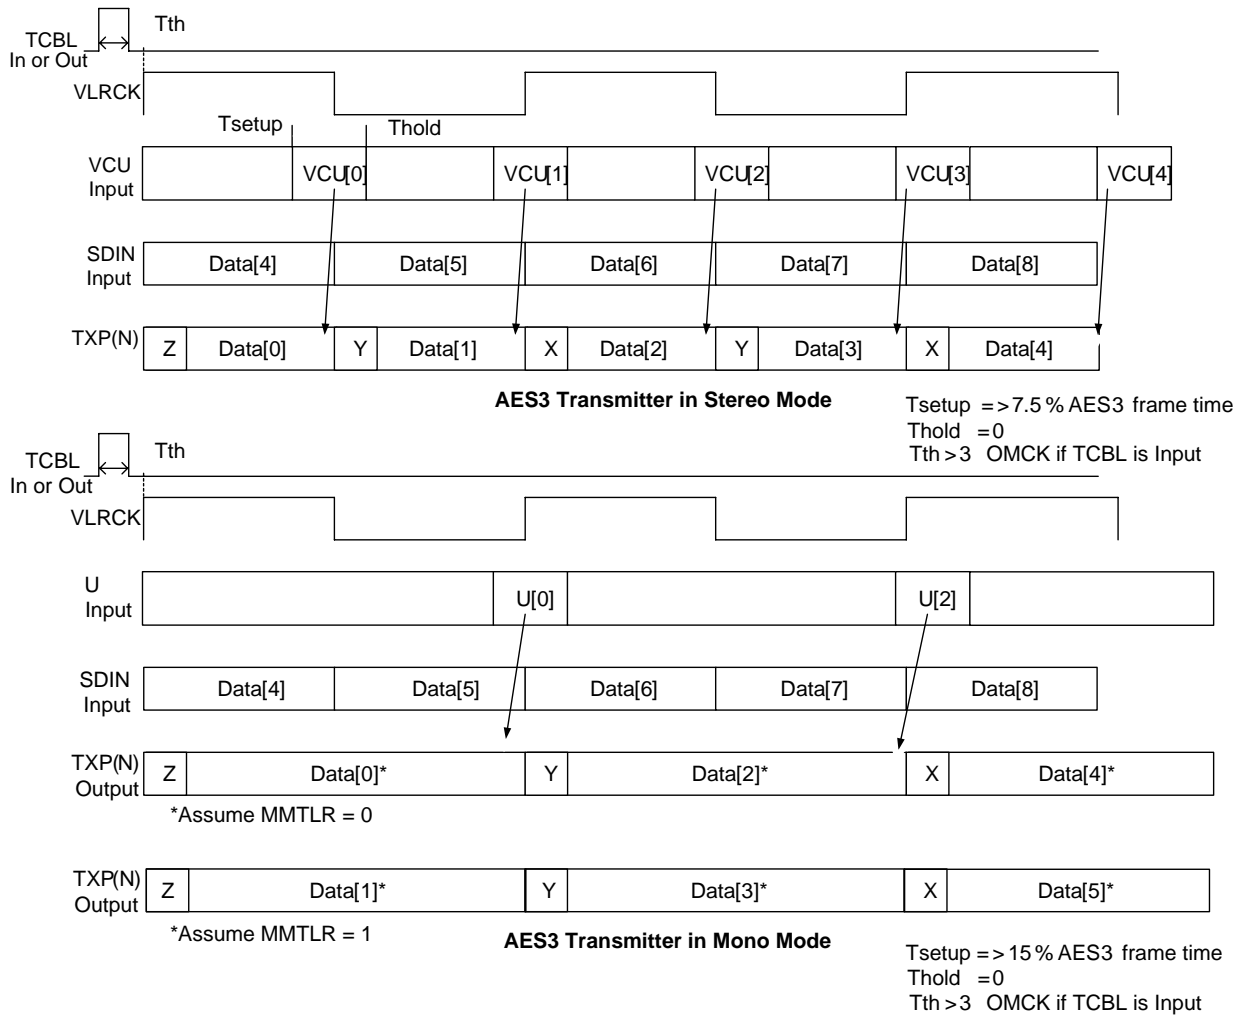 Tth
TCBL
In or Out
VLRCK
Tsetup Thold
VCU
Input
VCU[0] VCU[1] VCU[2] VCU[3] VCU[4]
SDIN
Input
Data[4] Data[5] Data[6] Data[7] Data[8]
TXP(N)
Z Data[0] Y Data[1] X Data[2] Y Data[3] X Data[4]
AES3 Transmitter in Stereo Mode
Tsetup =>7.5% AES3 frame time
Thold =0
Tth >3 OMCK if TCBL is Input
Tth
TCBL
In or Out
VLRCK
U
Input
U[0] U[2]
SDIN
Input
Data[4] Data[5] Data[6] Data[7] Data[8]
TXP(N)
Output
Z Data[0]* Y Data[2]* X Data[4]*
*Assume MMTLR = 0
TXP(N)
Output
Z Data[1]* Y Data[3]* X Data[5]*
*Assume MMTLR = 1
AES3 Transmitter in Mono Mode
Tsetup => 15% AES3 frame time
Thold =0
Tth >3 OMCK if TCBL is Input